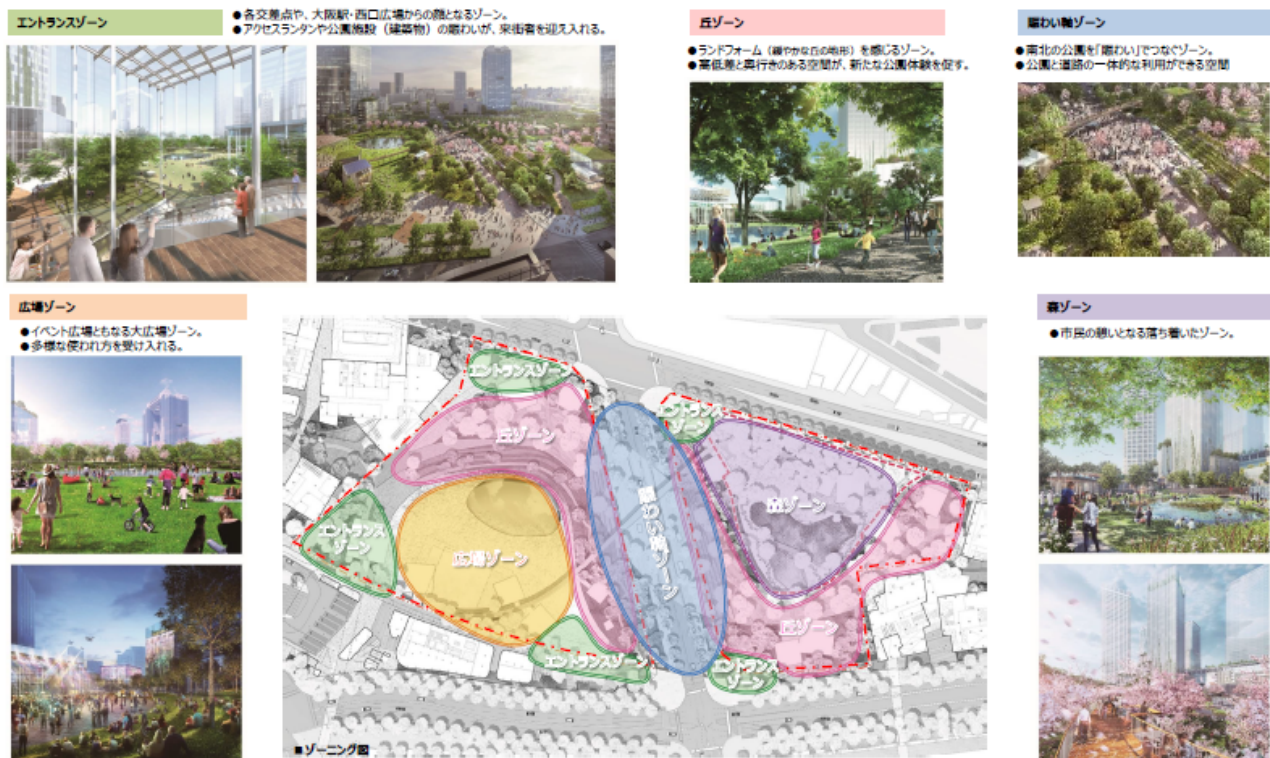 エントランスゾーン
●各交差点や、大阪駅・西口広場からの顔となるゾーン。
●アクセスランタンや公園施設（建築物）の賑わいが、来街者を迎え入れる。
丘ゾーン
●ランドフォーム（緩やかな丘の地形）を感じるゾーン。
●高低差と奥行きのある空間が、新たな公園体験を促す。
賑わい軸ゾーン
●南北の公園を「賑わい」でつなぐゾーン。
●公園と道路の一体的な利用ができる空間
広場ゾーン
●イベント広場ともなる大広場ゾーン。
●多様な使われ方を受け入れる。
森ゾーン
●市民の憩いとなる落ち着いたゾーン。
エントランスゾーン
エントランス
ゾーン
丘ゾーン
賑わい軸ゾーン
森ゾーン
エントランス
ゾーン
広場ゾーン
丘ゾーン
エントランスゾーン
エントランス
ゾーン
■ゾーニング図